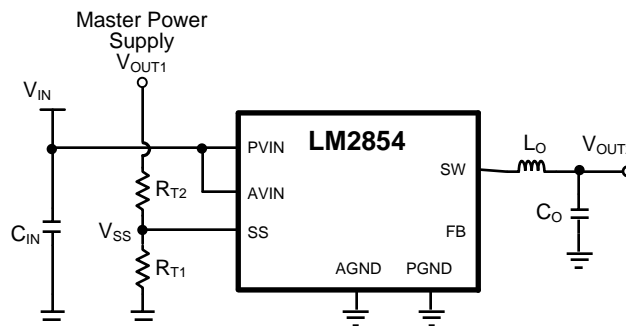 Master Power
Supply
VOUT1
VIN
LM2854
PVIN
AVIN
SS
SW
FB
AGND
PGND
RT2
RT1
VSS
CIN
LO
CO
VOUT2